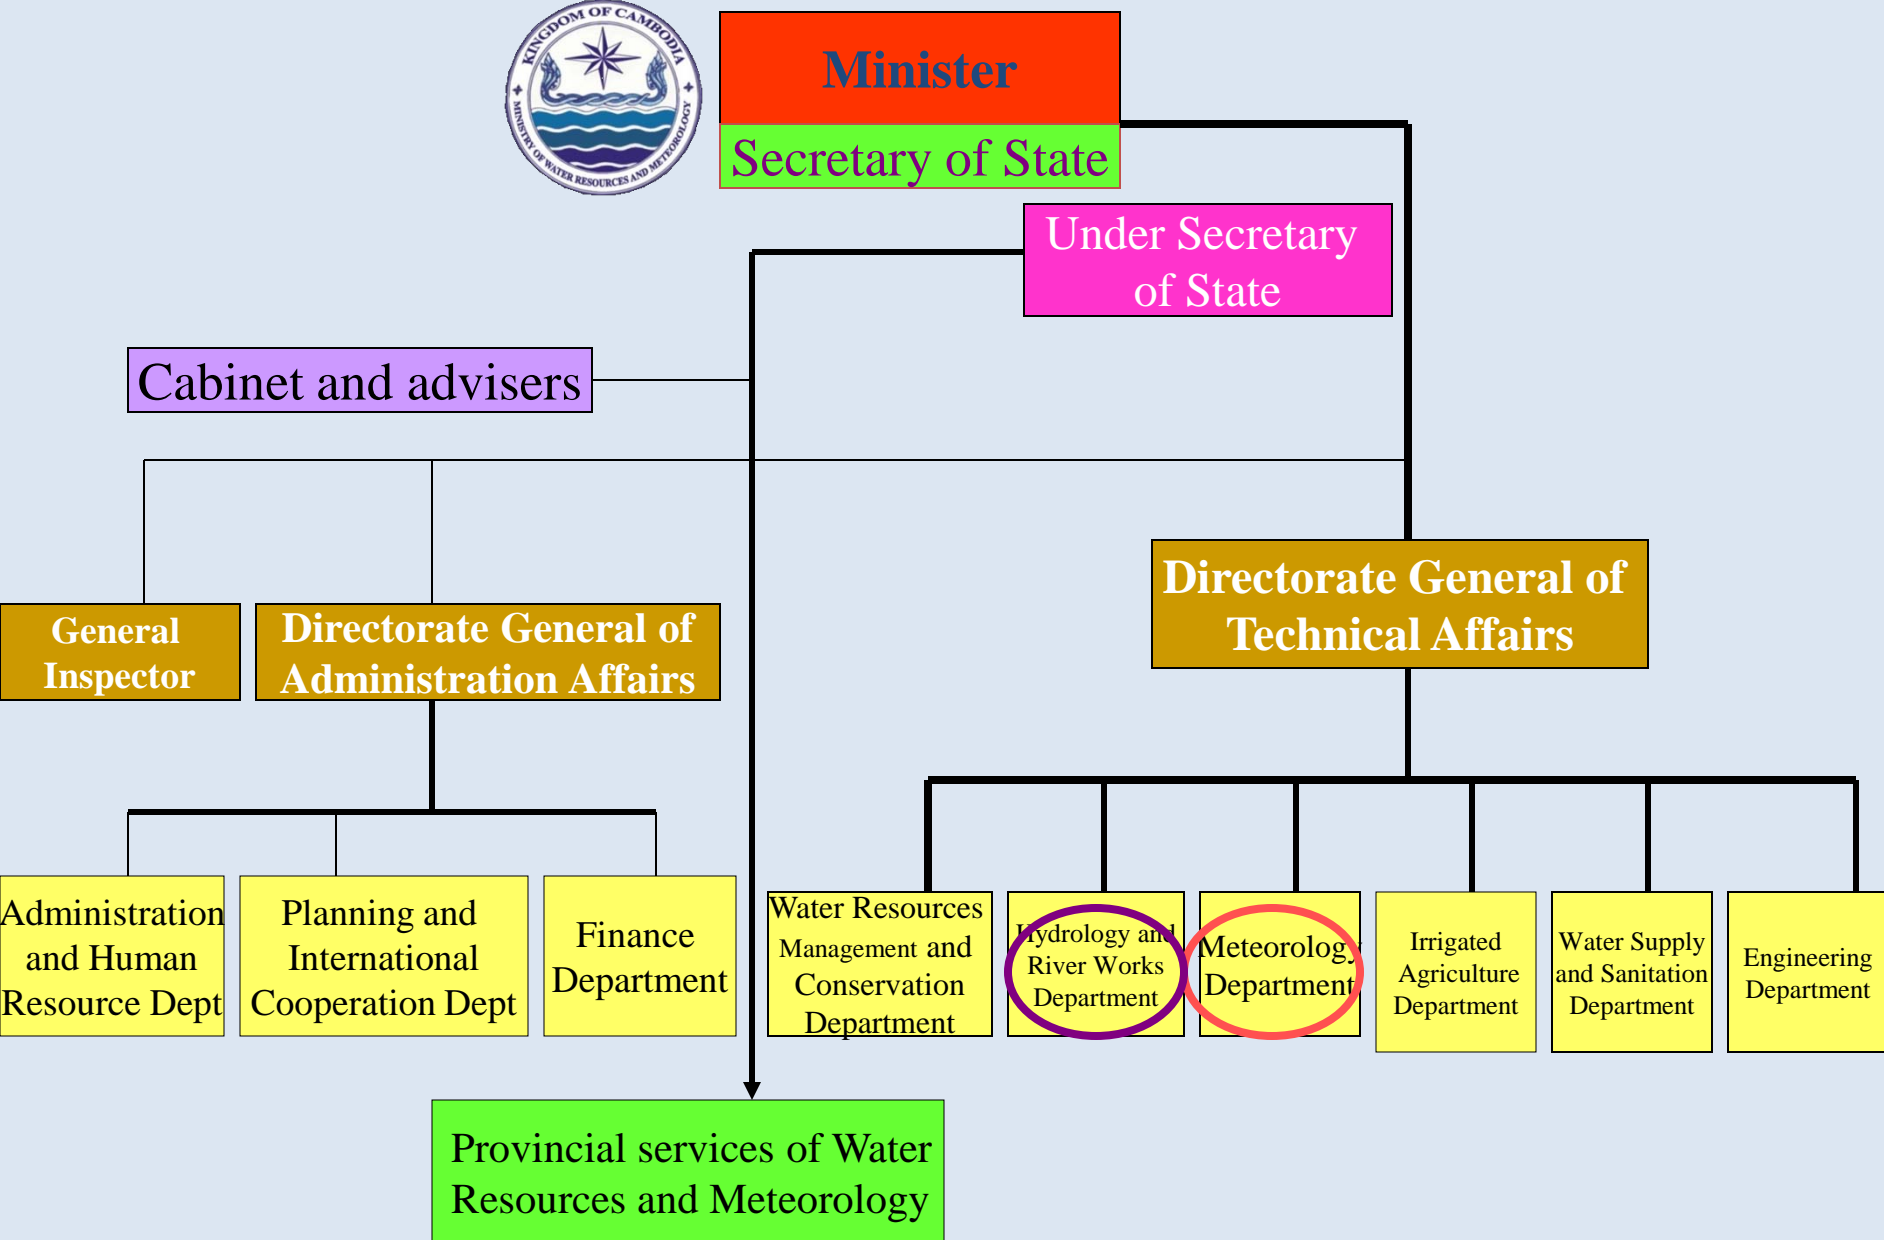 KINGDOM OF CAMBODIA
MINISTRY OF WATER RESOURCES AND METEOROLOGY
Minister
Secretary of State
Under Secretary
of State
Cabinet and advisers
Directorate General of
Technical Affairs
General
Inspector
Directorate General of
Administration Affairs
Administration
and Human
Resource Dept
Planning and
International
Cooperation Dept
Finance
Department
Water Resources
Management and
Conservation
Department
Hydrology and
River Works
Department
Meteorology
Department
Irrigated
Agriculture
Department
Water Supply
and Sanitation
Department
Engineering
Department
Provincial services of Water
Resources and Meteorology